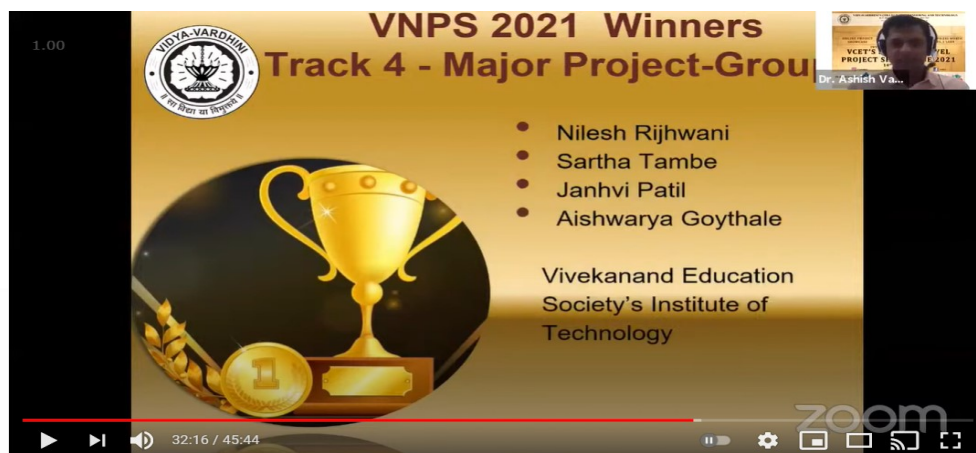 1.00
VNPS 2021 Winners
Track 4 - Major Project-Grou
VIDYA-VARDHINI
॥ सा विद्या या विमुक्तये ॥
VCET'S
VEL
PROJECT
2021
Dr. Ashish Va...
Nilesh Rijhwani
Sartha Tambe
Janhvi Patil
Aishwarya Goythale
Vivekanand Education
Society's Institute of
Technology
1
zoom
32:16 / 45:44